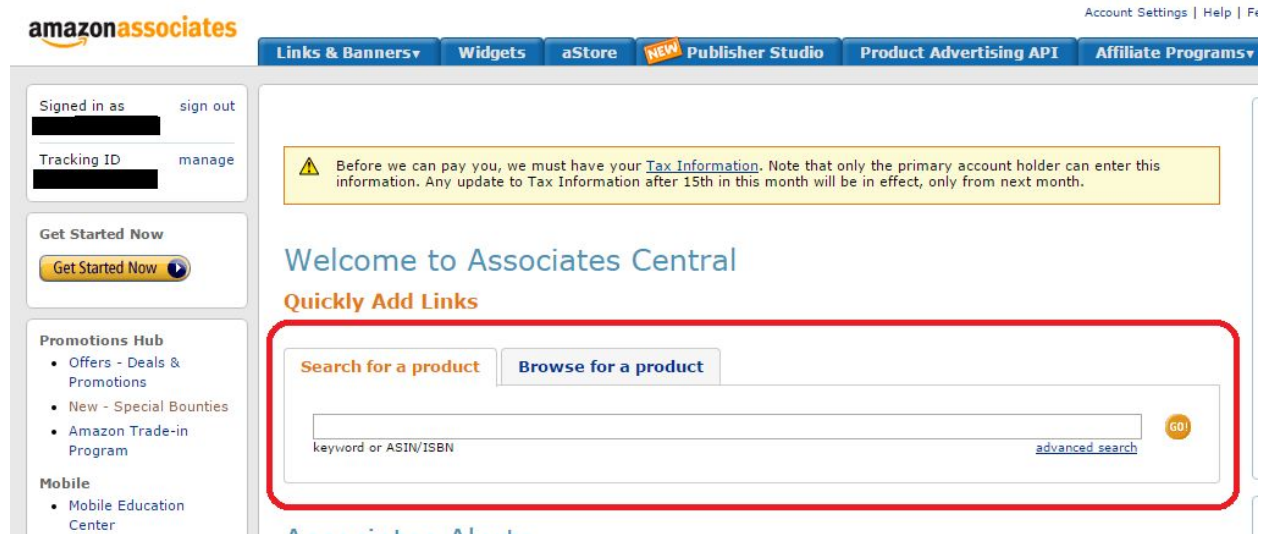 Account Settings | Help |
amazonassociates
Links & Banners▾ Widgets aStore NEW Publisher Studio Product Advertising API Affiliate Programs▾
Signed in as sign out
Tracking ID manage
Before we can pay you, we must have your Tax Information. Note that only the primary account holder can enter this
information. Any update to Tax Information after 15th in this month will be in effect, only from next month.
Get Started Now
Get Started Now
Welcome to Associates Central
Quickly Add Links
Promotions Hub
• Offers - Deals &
Promotions
• New - Special Bounties
• Amazon Trade-in
Program
Mobile
• Mobile Education
Center
Search for a product Browse for a product
GO!
keyword or ASIN/ISBN advanced search